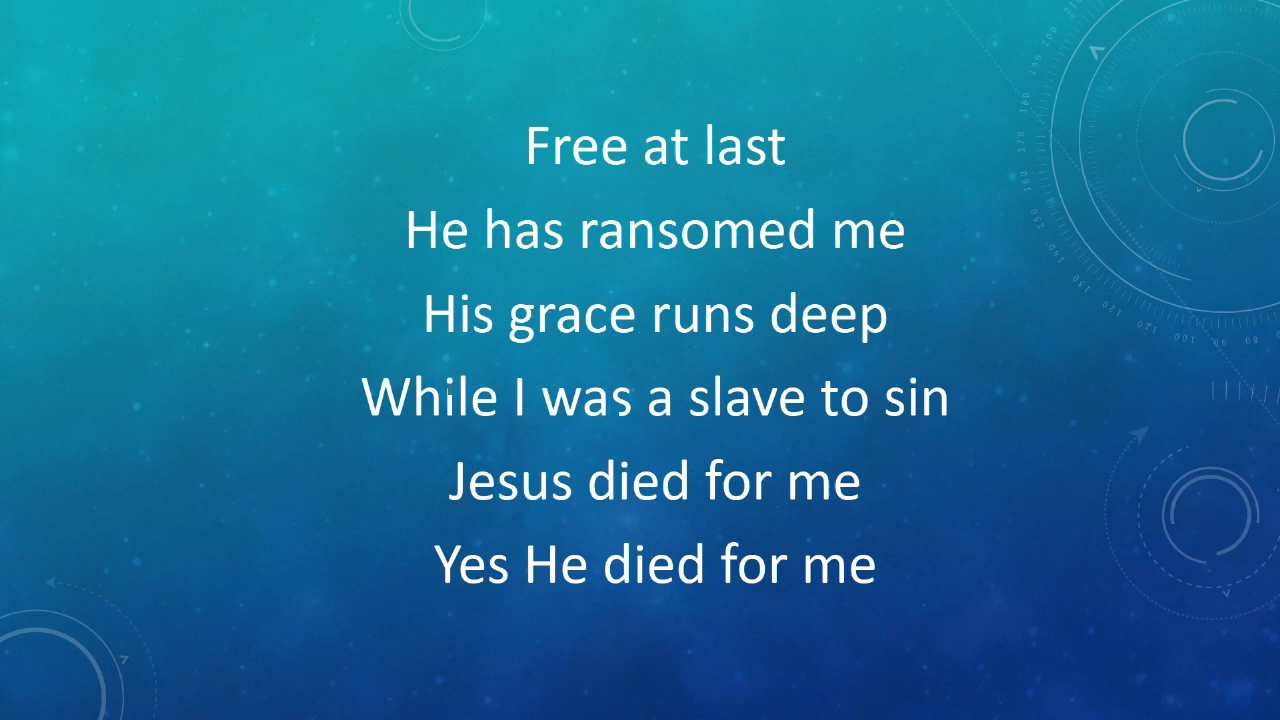 Free at last
He has ransomed me
His grace runs deep
While I was a slave to sin
Jesus died for me
Yes He died for me